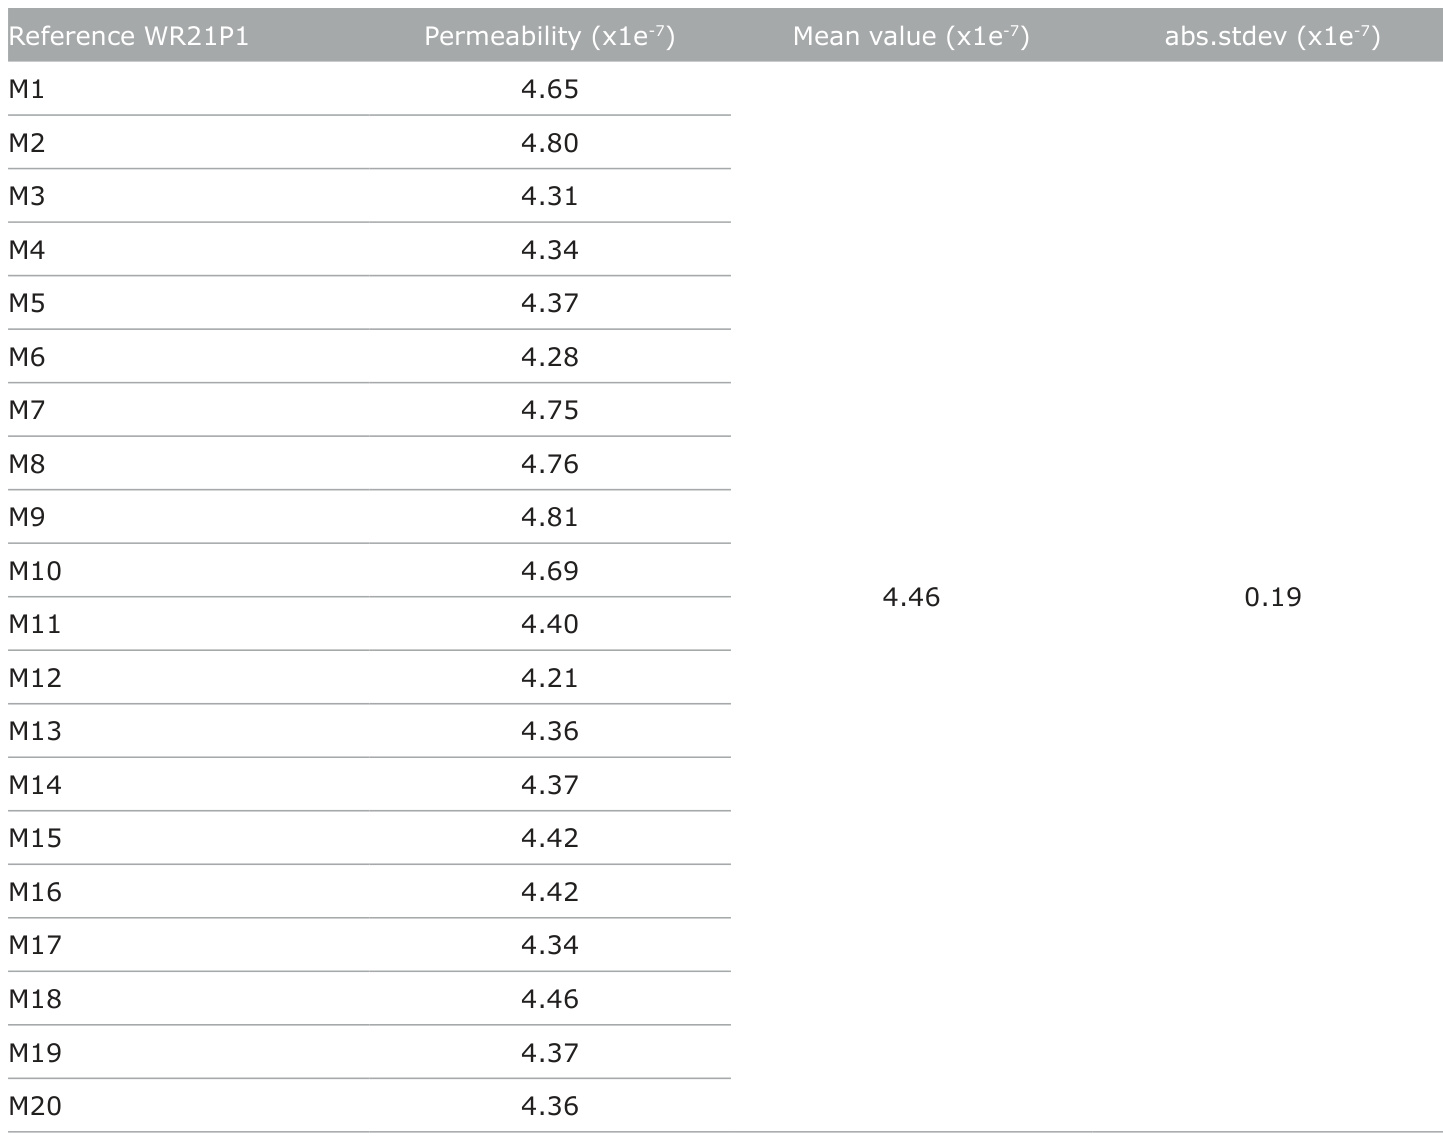 Reference WR21P1 Permeability (x1e-7) Mean value (x1e-7) abs.stdev (x1e-7)
M1 4.65
M2 4.80
M3 4.31
M4 4.34
M5 4.37
M6 4.28
M7 4.75
M8 4.76
M9 4.81
M10 4.69
4.46 0.19
M11 4.40
M12 4.21
M13 4.36
M14 4.37
M15 4.42
M16 4.42
M17 4.34
M18 4.46
M19 4.37
M20 4.36